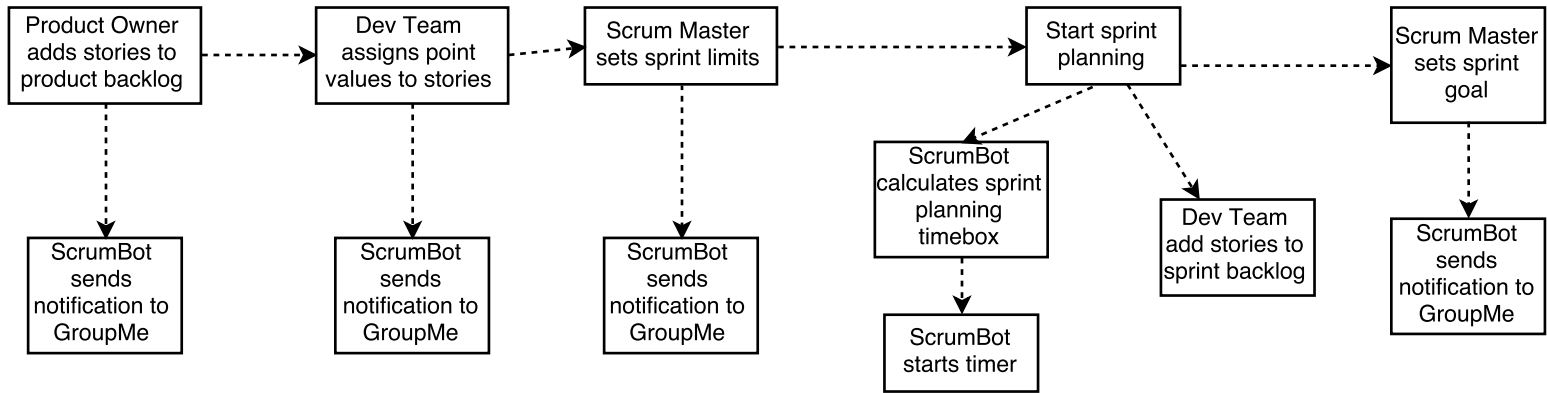 Product Owner
adds stories to
product backlog
Dev Team
assigns point
values to stories
Scrum Master
sets sprint limits
Start sprint
planning
Scrum Master
sets sprint
goal
ScrumBot
sends
notification to
GroupMe
ScrumBot
sends
notification to
GroupMe
ScrumBot
sends
notification to
GroupMe
ScrumBot
calculates sprint
planning
timebox
Dev Team
add stories to
sprint backlog
ScrumBot
sends
notification to
GroupMe
ScrumBot
starts timer